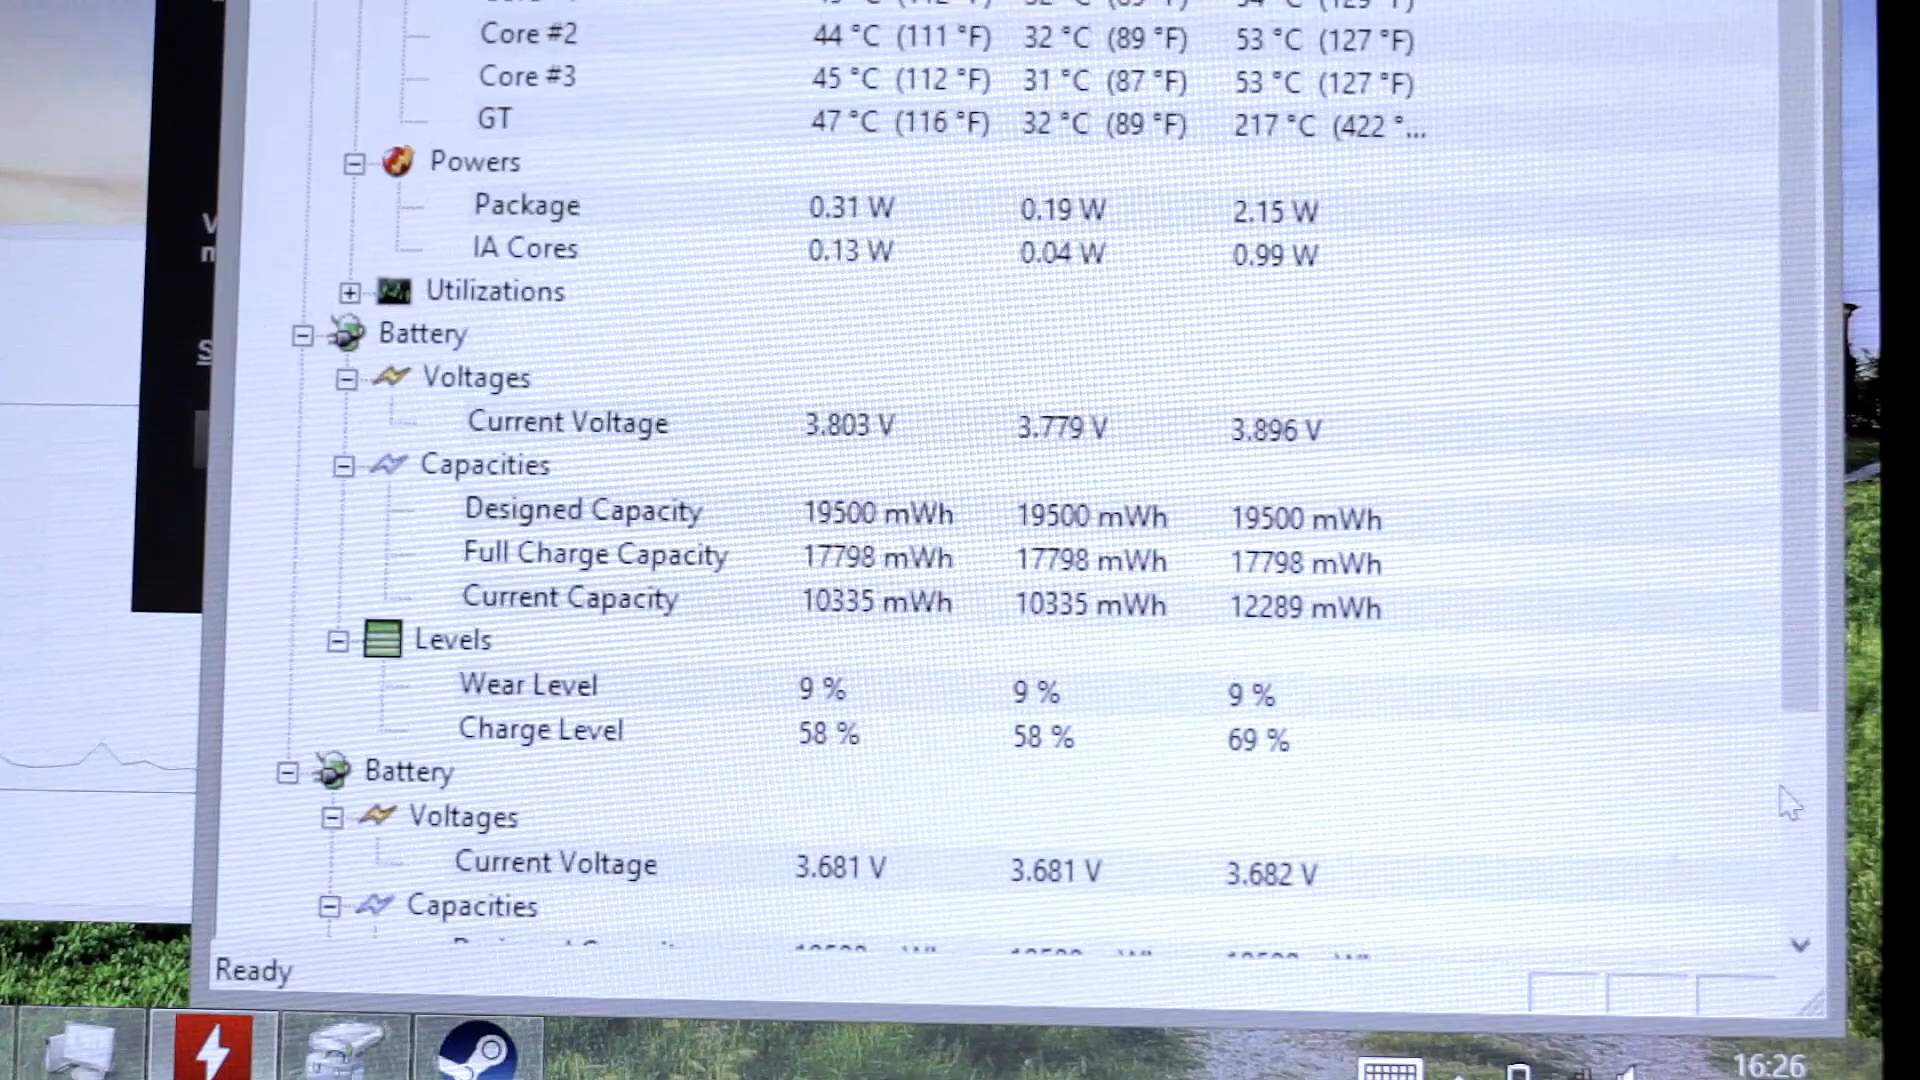 Core #2 44 °C (111 °F) 32 °C (89 °F) 53 °C (127 °F)
Core #3 45 °C (112 °F) 31 °C (87 °F) 53 °C (127 °F)
GT 47 °C (116 °F) 32 °C (89 °F) 217 °C (422 °...
Powers
Package 0.31 W 0.19 W 2.15 W
IA Cores 0.13 W 0.04 W 0.99 W
Utilizations
Battery
Voltages
Current Voltage 3.803 V 3.779 V 3.896 V
Capacities
Designed Capacity 19500 mWh 19500 mWh 19500 mWh
Full Charge Capacity 17798 mWh 17798 mWh 17798 mWh
Current Capacity 10335 mWh 10335 mWh 12289 mWh
Levels
Wear Level 9 % 9 % 9 %
Charge Level 58 % 58 % 69 %
Battery
Voltages
Current Voltage 3.681 V 3.681 V 3.682 V
Capacities
Ready
16:26